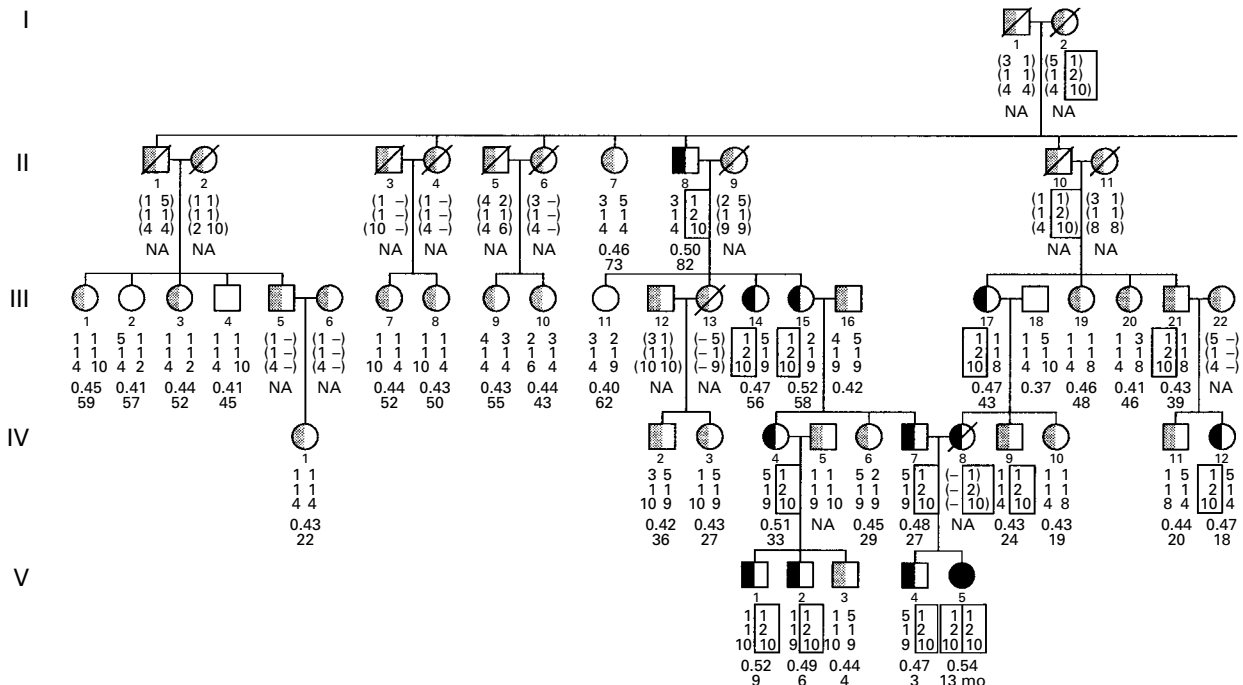 I
1 2
(3 1) (5 1)
(1 1) (1 2)
(4 4) (4 10)
NA NA
II
1 2 3 4 5 6 7 8 9 10 11
(1 5) (1 1) (1 –) (1 –) (4 2) (3 –) 3 5 3 1 (2 5) (1 1) (3 1)
(1 1) (1 1) (1 –) (1 –) (1 1) (1 –) 1 1 1 2 (1 1) (1 2) (1 1)
(4 4) (2 10) (10 –) (4 –) (4 6) (4 –) 4 4 4 10 (9 9) (4 10) (8 8)
NA NA NA NA NA NA 0.46 0.50 NA NA NA
73 82
III
1 2 3 4 5 6 7 8 9 10 11 12 13 14 15 16 17 18 19 20 21 22
1 1 5 1 1 1 1 1 (1 –) (1 –) 1 1 1 1 4 3 2 3 3 2 (3 1) (– 5) 1 5 1 2 4 5 1 1 1 5 1 1 1 3 1 1 (5 –)
1 1 1 1 1 1 1 1 (1 –) (1 –) 1 1 1 1 1 1 1 1 1 1 (1 1) (– 1) 2 1 2 1 1 1 2 1 1 1 1 1 1 1 2 1 (1 –)
4 10 4 2 4 2 4 10 (4 –) (4 –) 10 4 10 4 4 4 6 4 4 9 (10 10) (– 9) 10 9 10 9 9 9 10 8 4 10 4 8 4 8 10 8 (4 –)
0.45 0.41 0.44 0.41 NA NA 0.44 0.43 0.43 0.44 0.40 NA NA 0.47 0.52 0.42 0.47 0.37 0.46 0.41 0.43 NA
59 57 52 45 52 50 55 43 62 56 58 43 48 46 39
IV
1 2 3 4 5 6 7 8 9 10 11 12
1 1 3 5 1 5 5 1 1 1 5 2 5 1 (– 1) 1 1 1 1 1 5 1 5
1 1 1 1 1 1 1 2 1 1 1 1 1 2 (– 2) 1 2 1 1 1 1 2 1
4 4 10 9 10 9 9 10 9 10 9 9 9 10 (– 10) 4 10 4 8 8 4 10 4
0.43 0.42 0.43 0.51 NA 0.45 0.48 NA 0.43 0.43 0.44 0.47
22 36 27 33 29 27 24 19 20 18
V
1 2 3 4 5
1 1 1 1 1 5 5 1 1 1
1 2 1 2 1 1 1 2 2 2
10 10 9 10 10 9 9 10 10 10
0.52 0.49 0.44 0.47 0.54
9 6 4 3 13 mo